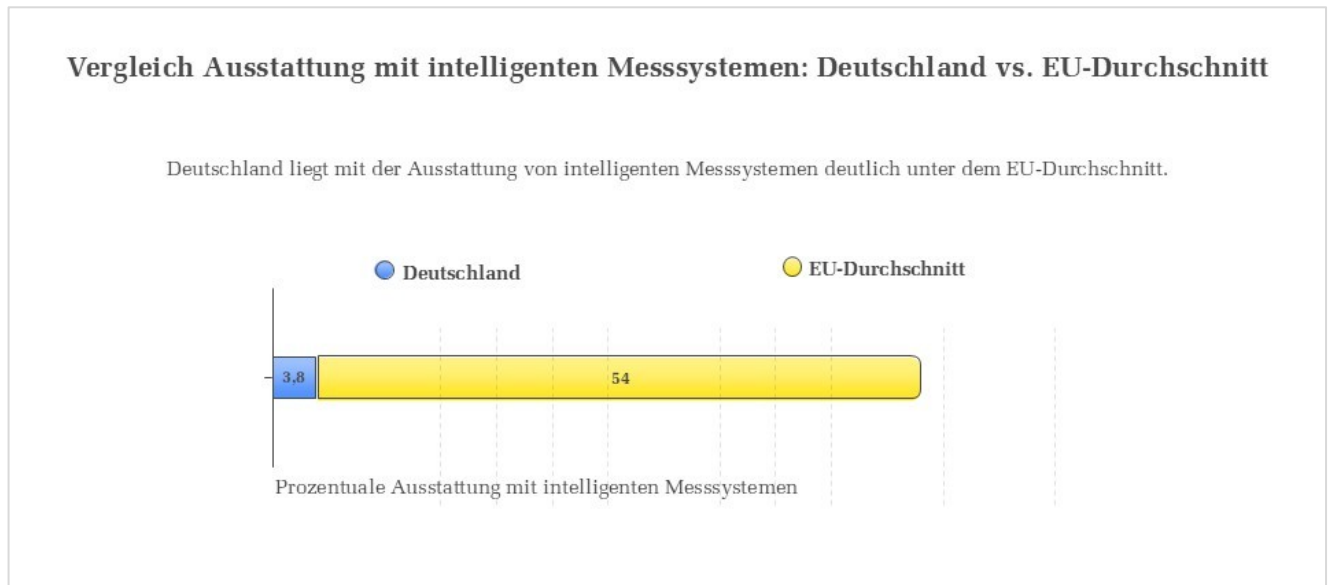 Vergleich Ausstattung mit intelligenten Messsystemen: Deutschland vs. EU-Durchschnitt
Deutschland liegt mit der Ausstattung von intelligenten Messsystemen deutlich unter dem EU-Durchschnitt.
Deutschland EU-Durchschnitt
3,8 54
Prozentuale Ausstattung mit intelligenten Messsystemen